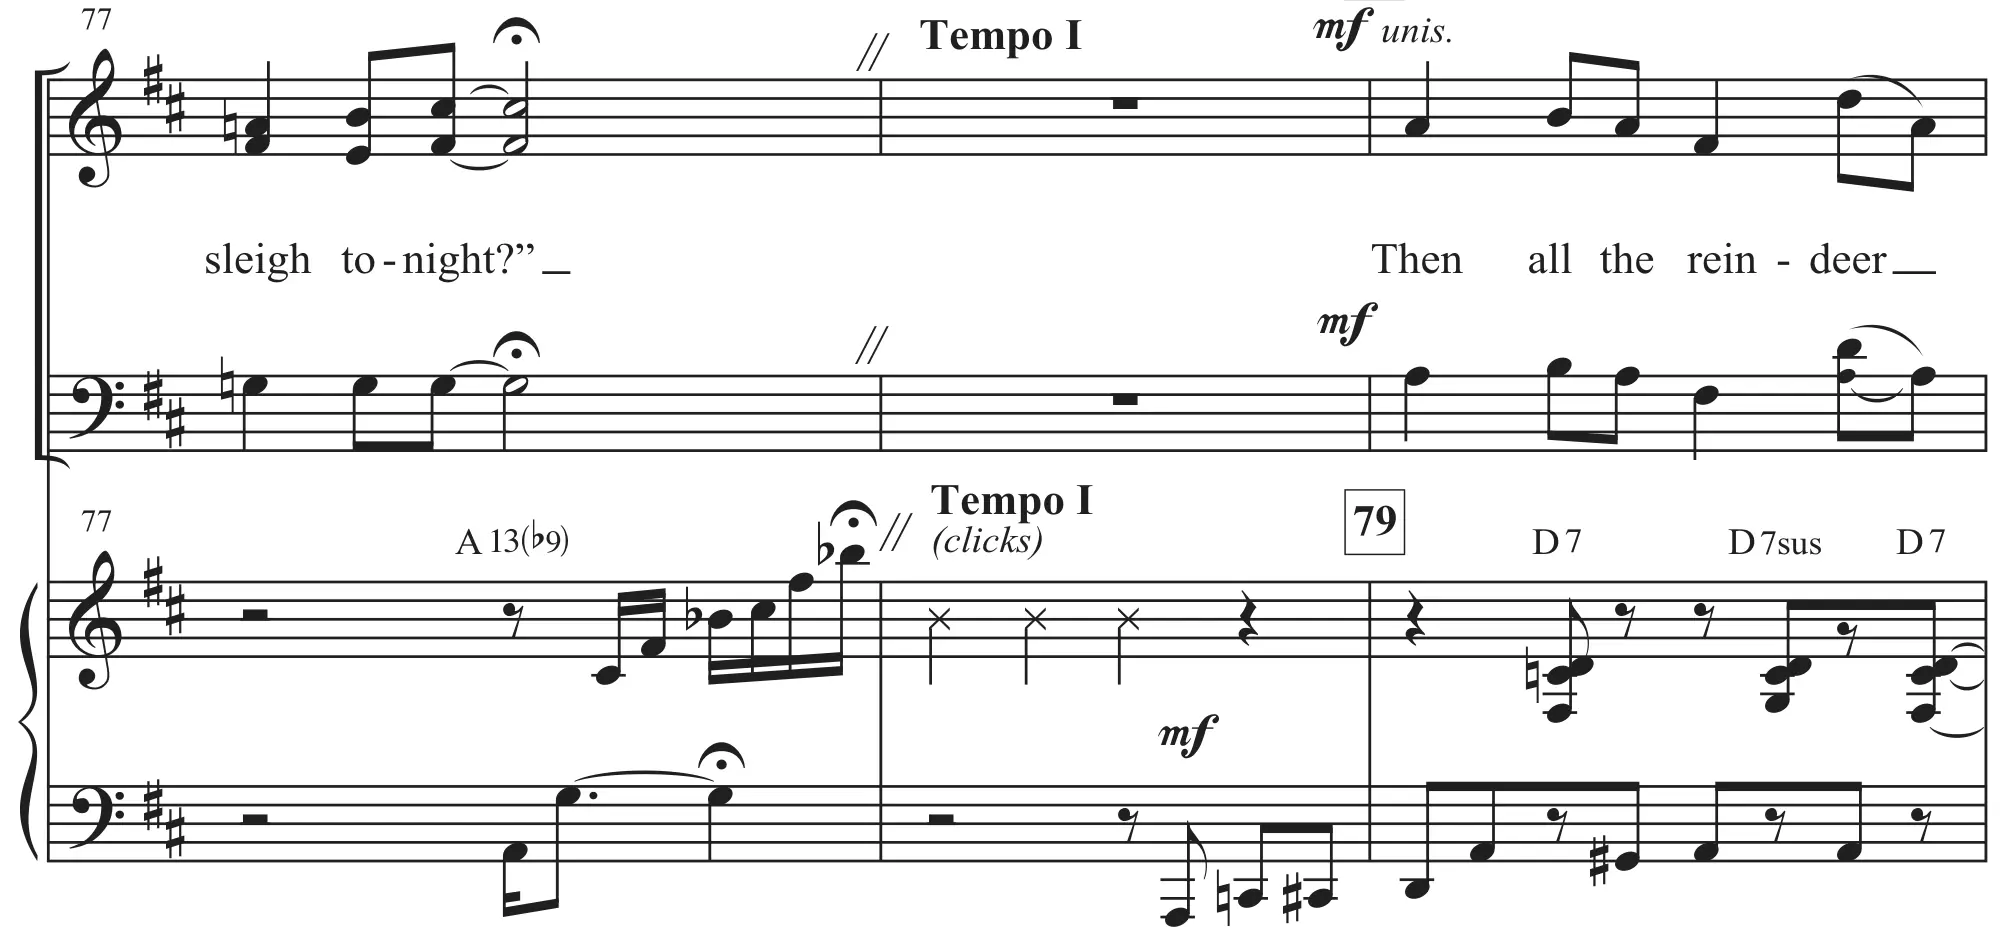 77
Tempo I
mf unis.
sleigh to - night?” Then all the rein - deer
mf
77
A 13(♭9)
Tempo I
(clicks)
79
D 7 D 7sus D 7
mf